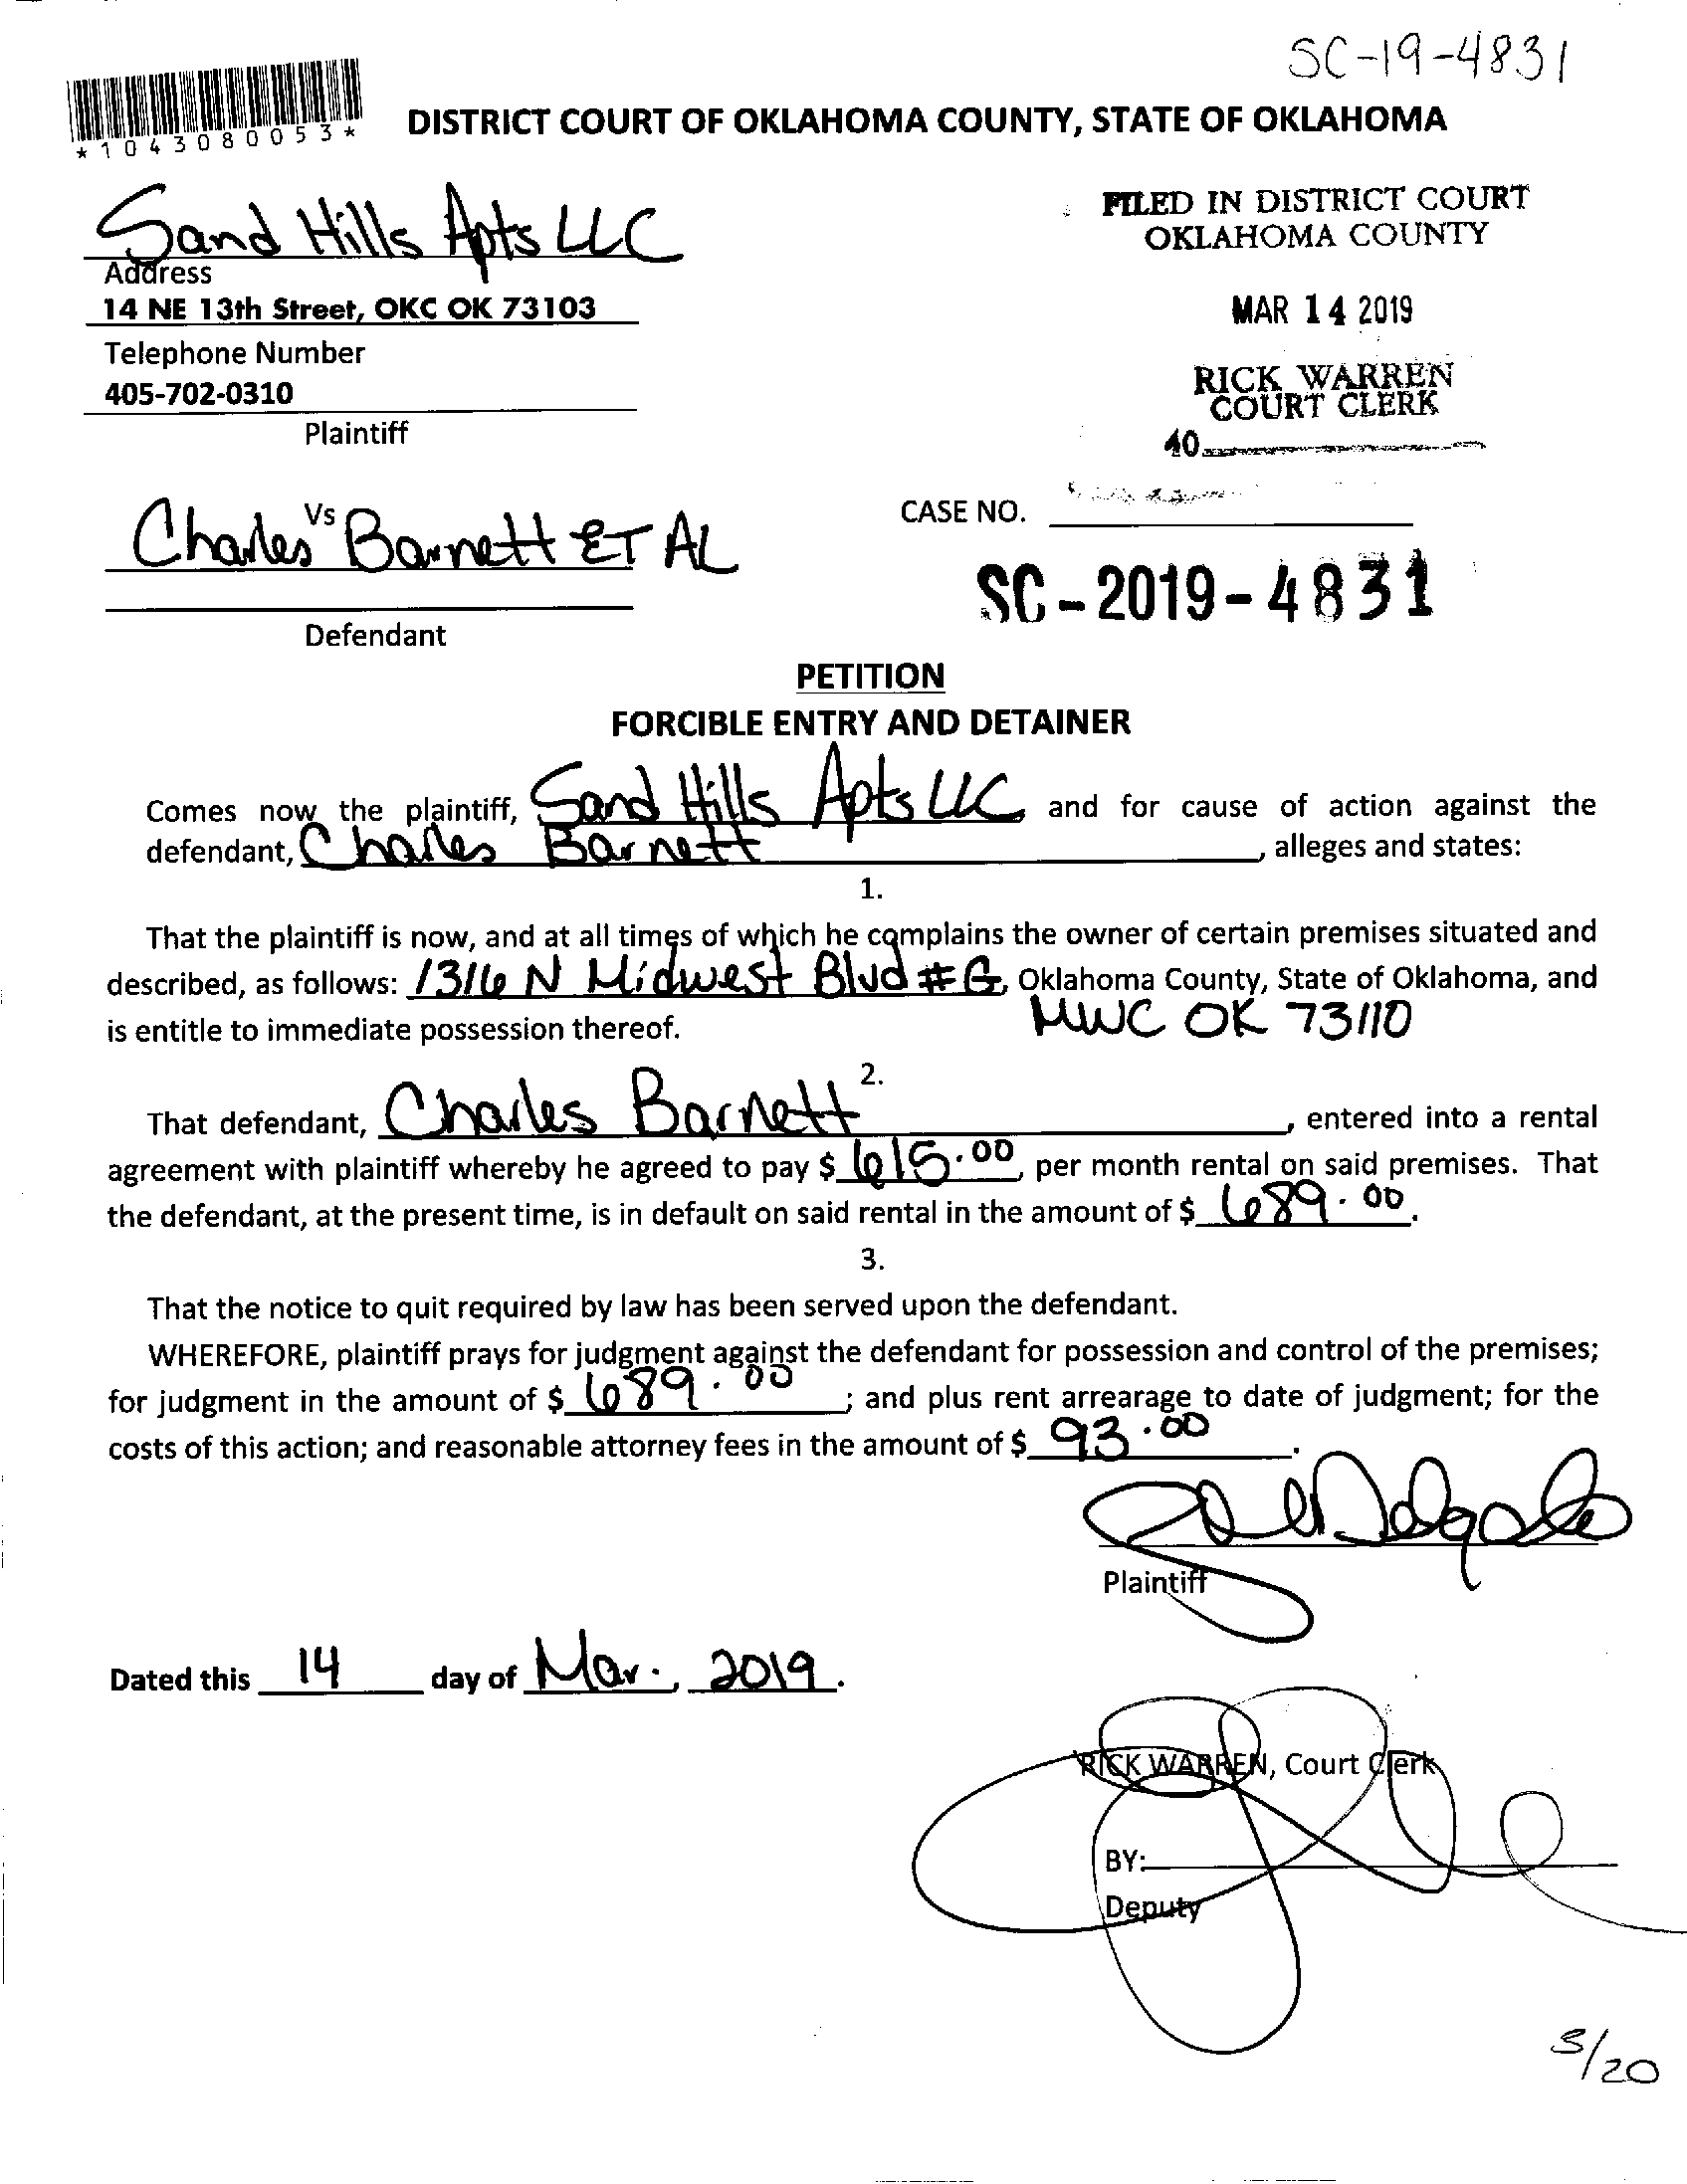 SC-19-4831
*1043080053*
DISTRICT COURT OF OKLAHOMA COUNTY, STATE OF OKLAHOMA
Sand Hills Apts LLC
Address
14 NE 13th Street, OKC OK 73103
Telephone Number
405-702-0310
Plaintiff
FILED IN DISTRICT COURT
OKLAHOMA COUNTY
MAR 14 2019
RICK WARREN
COURT CLERK
40
Vs
Charles Barnett ET AL
Defendant
CASE NO.
SC-2019-4831
PETITION
FORCIBLE ENTRY AND DETAINER
Comes now the plaintiff, Sand Hills Apts LLC and for cause of action against the
defendant, Charles Barnett, alleges and states:
1.
That the plaintiff is now, and at all times of which he complains the owner of certain premises situated and
described, as follows: 1316 N Midwest Blvd #G, Oklahoma County, State of Oklahoma, and
is entitle to immediate possession thereof. MWC OK 73110
2.
That defendant, Charles Barnett, entered into a rental
agreement with plaintiff whereby he agreed to pay $ 615.00, per month rental on said premises. That
the defendant, at the present time, is in default on said rental in the amount of $ 689.00.
3.
That the notice to quit required by law has been served upon the defendant.
WHEREFORE, plaintiff prays for judgment against the defendant for possession and control of the premises;
for judgment in the amount of $ 689.00; and plus rent arrearage to date of judgment; for the
costs of this action; and reasonable attorney fees in the amount of $ 93.00.
Plaintiff
Dated this 14 day of Mar., 2019.
RICK WARREN, Court Clerk
BY:
Deputy
3/20